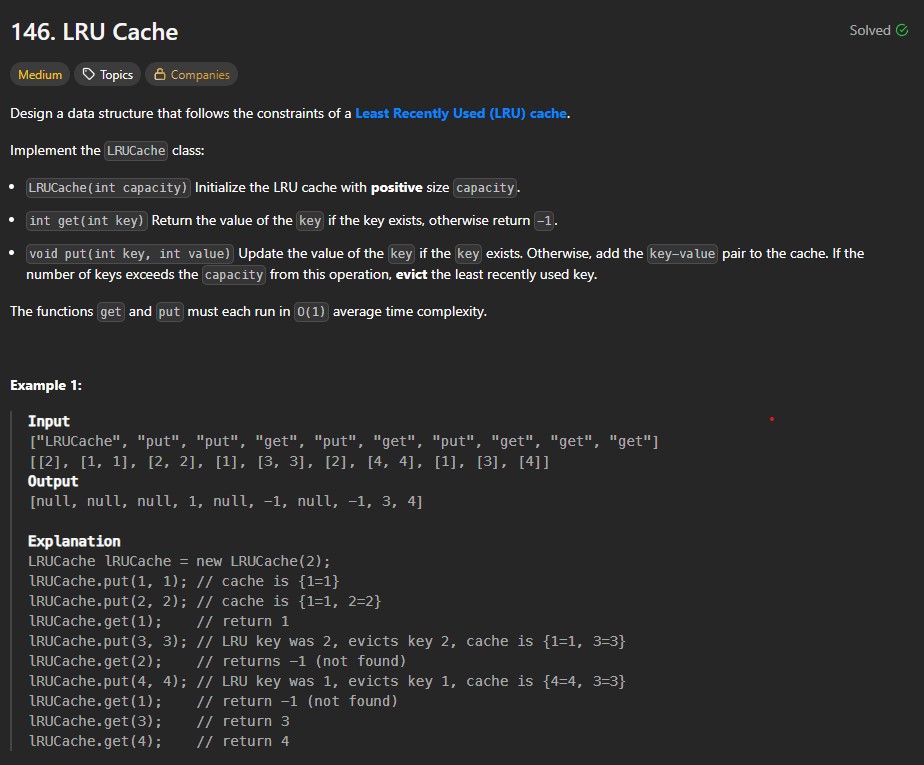 146. LRU Cache
Solved
Medium Topics Companies
Design a data structure that follows the constraints of a Least Recently Used (LRU) cache.
Implement the LRUCache class:
• LRUCache(int capacity) Initialize the LRU cache with positive size capacity.
• int get(int key) Return the value of the key if the key exists, otherwise return -1.
• void put(int key, int value) Update the value of the key if the key exists. Otherwise, add the key-value pair to the cache. If the
number of keys exceeds the capacity from this operation, evict the least recently used key.
The functions get and put must each run in O(1) average time complexity.
Example 1:
Input
["LRUCache", "put", "put", "get", "put", "get", "put", "get", "get", "get"]
[[2], [1, 1], [2, 2], [1], [3, 3], [2], [4, 4], [1], [3], [4]]
Output
[null, null, null, 1, null, -1, null, -1, 3, 4]
Explanation
LRUCache lRUCache = new LRUCache(2);
lRUCache.put(1, 1); // cache is {1=1}
lRUCache.put(2, 2); // cache is {1=1, 2=2}
lRUCache.get(1);    // return 1
lRUCache.put(3, 3); // LRU key was 2, evicts key 2, cache is {1=1, 3=3}
lRUCache.get(2);    // returns -1 (not found)
lRUCache.put(4, 4); // LRU key was 1, evicts key 1, cache is {4=4, 3=3}
lRUCache.get(1);    // return -1 (not found)
lRUCache.get(3);    // return 3
lRUCache.get(4);    // return 4